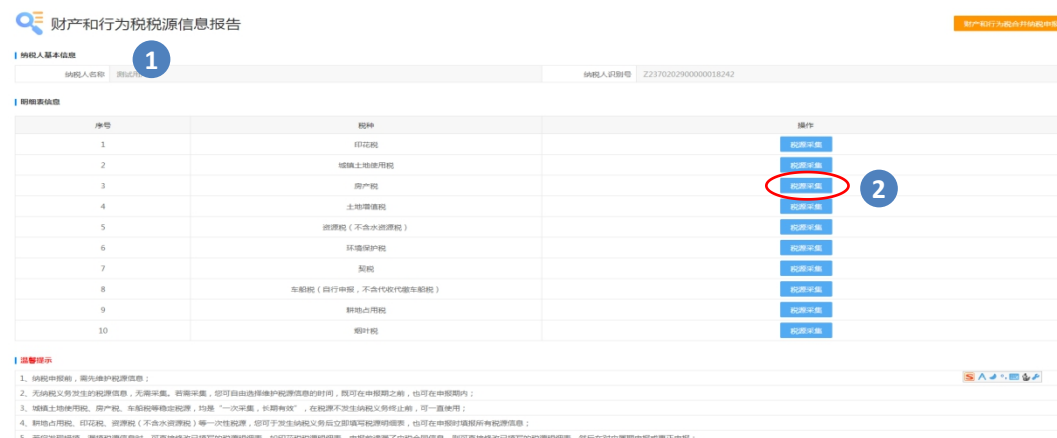 财产和行为税税源信息报告
财产和行为税合并纳税申报
纳税人基本信息
1
纳税人名称 测试用 纳税人识别号 Z2370202900000018242
明细表信息
序号 税种 操作
1 印花税 税源采集
2 城镇土地使用税 税源采集
3 房产税 税源采集
2
4 土地增值税 税源采集
5 资源税（不含水资源税） 税源采集
6 环境保护税 税源采集
7 契税 税源采集
8 车船税（自行申报，不含代收代缴车船税） 税源采集
9 耕地占用税 税源采集
10 烟叶税 税源采集
温馨提示
1、纳税申报前，需先维护税源信息；
2、无纳税义务发生的税源信息，无需采集。若需采集，您可自由选择维护税源信息的时间，既可在申报期之前，也可在申报期内；
3、城镇土地使用税、房产税、车船税等稳定税源，均是“一次采集，长期有效”，在税源不发生纳税义务终止前，可一直使用；
4、耕地占用税、印花税、资源税（不含水资源税）等一次性税源，您可于发生纳税义务后立即填写税源明细表，也可在申报时填报所有税源信息；